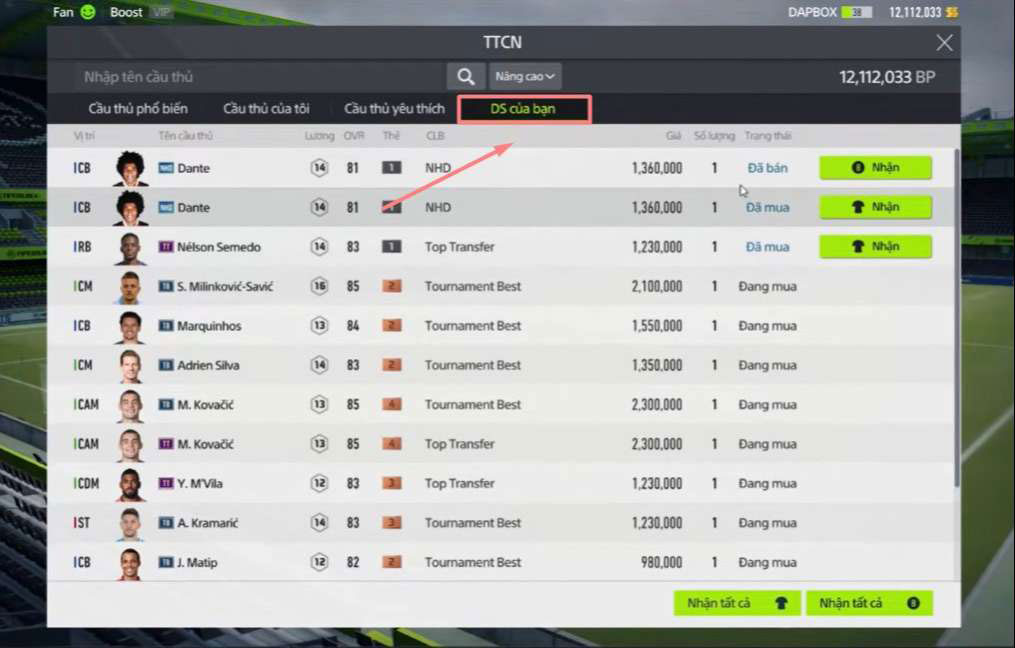 Fan Boost VIP DAPBOX 38 12,112,033
TTCN
Nhập tên cầu thủ Nâng cao 12,112,033 BP
Cầu thủ phổ biến Cầu thủ của tôi Cầu thủ yêu thích DS của bạn
Vị trí Tên cầu thủ Lương OVR Thẻ CLB Giá Số lượng Trạng thái
CB NHD Dante 14 81 1 NHD 1,360,000 1 Đã bán Nhận
CB NHD Dante 14 81 1 NHD 1,360,000 1 Đã mua Nhận
RB TT Nélson Semedo 14 83 1 Top Transfer 1,230,000 1 Đã mua Nhận
CM TB S. Milinković-Savić 16 85 2 Tournament Best 2,100,000 1 Đang mua
CB TB Marquinhos 13 84 2 Tournament Best 1,550,000 1 Đang mua
CM TB Adrien Silva 14 83 2 Tournament Best 1,350,000 1 Đang mua
CAM TB M. Kovačić 13 85 4 Tournament Best 2,300,000 1 Đang mua
CAM TT M. Kovačić 13 85 4 Top Transfer 2,300,000 1 Đang mua
CDM TT Y. M'Vila 12 83 3 Top Transfer 1,230,000 1 Đang mua
ST TB A. Kramarić 14 83 3 Tournament Best 1,230,000 1 Đang mua
CB TB J. Matip 12 82 2 Tournament Best 980,000 1 Đang mua
Nhận tất cả Nhận tất cả